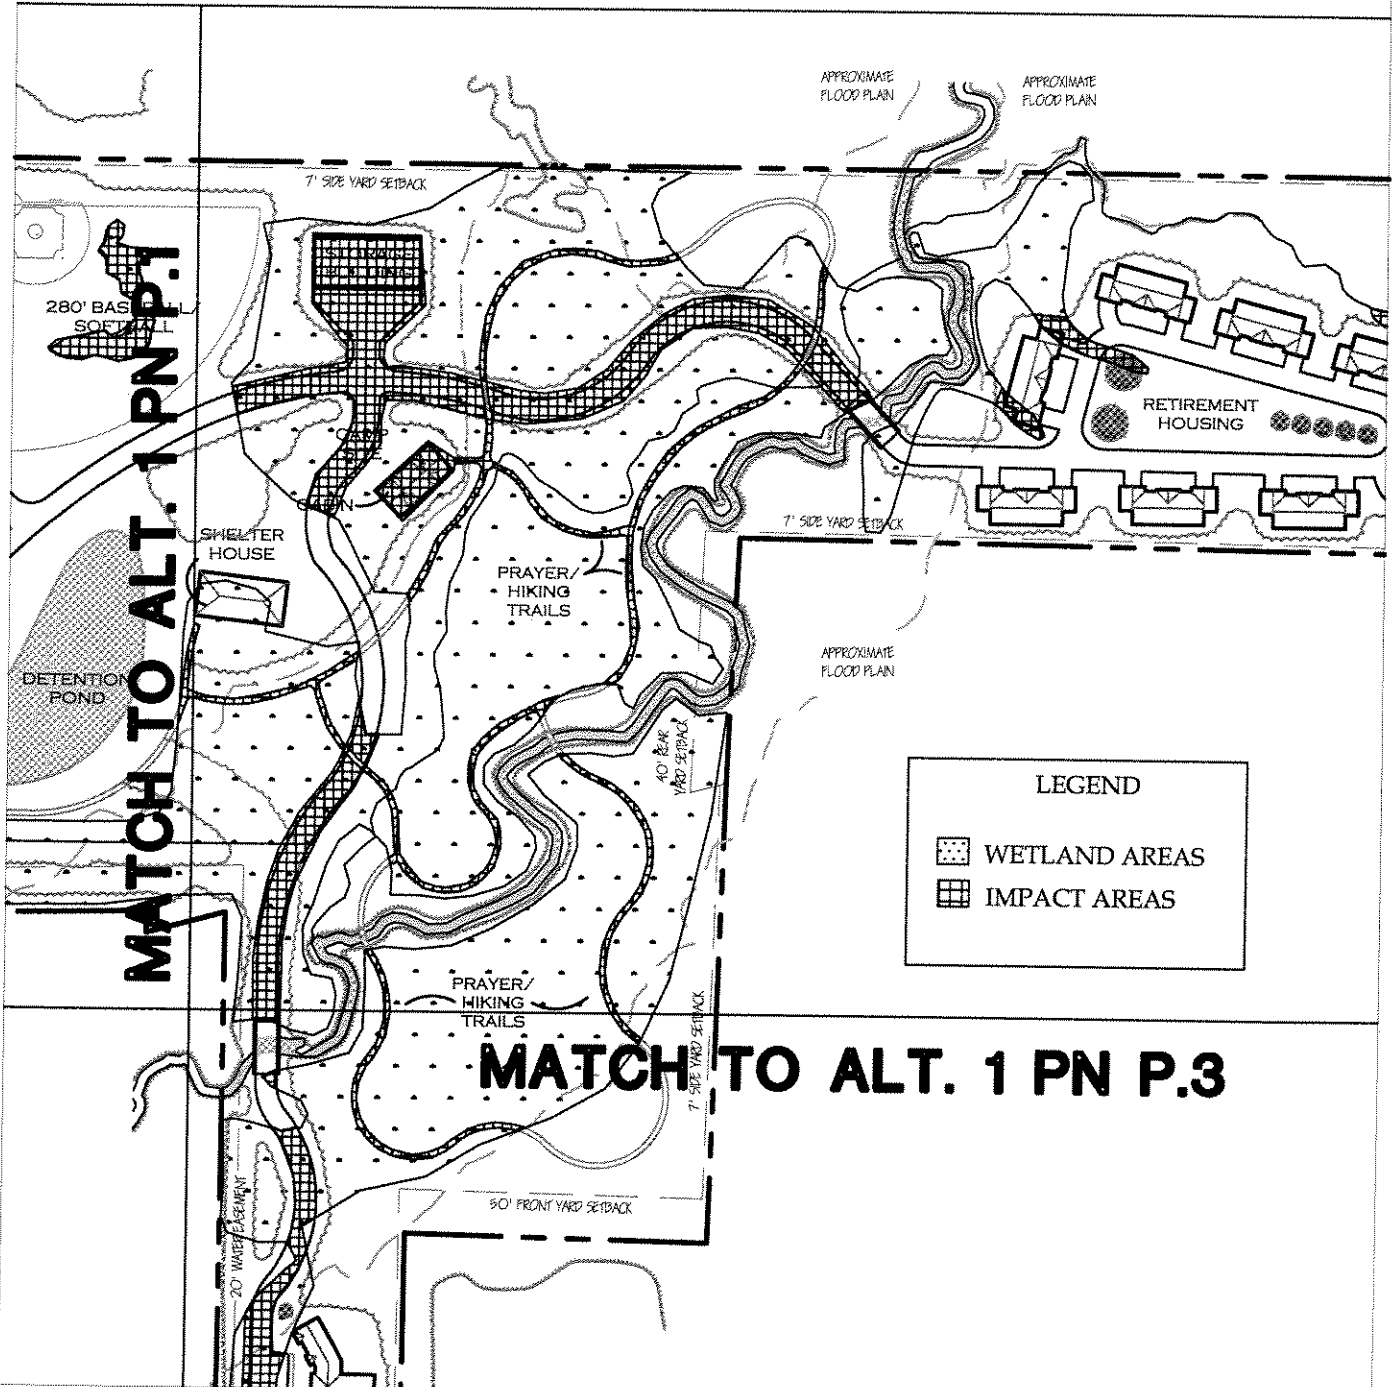 APPROXIMATE
FLOOD PLAIN
APPROXIMATE
FLOOD PLAIN
7' SIDE YARD SETBACK
STORAGE
BUILDING
280' BASEBALL/
SOFTBALL
MATCH TO ALT. 1 PN P.1
RETIREMENT
HOUSING
CAMP
CABIN
SHELTER
HOUSE
7' SIDE YARD SETBACK
PRAYER/
HIKING
TRAILS
DETENTION
POND
APPROXIMATE
FLOOD PLAIN
40' REAR
YARD SETBACK
LEGEND
WETLAND AREAS
IMPACT AREAS
PRAYER/
HIKING
TRAILS
7' SIDE YARD SETBACK
MATCH TO ALT. 1 PN P.3
50' FRONT YARD SETBACK
20' WATER EASEMENT